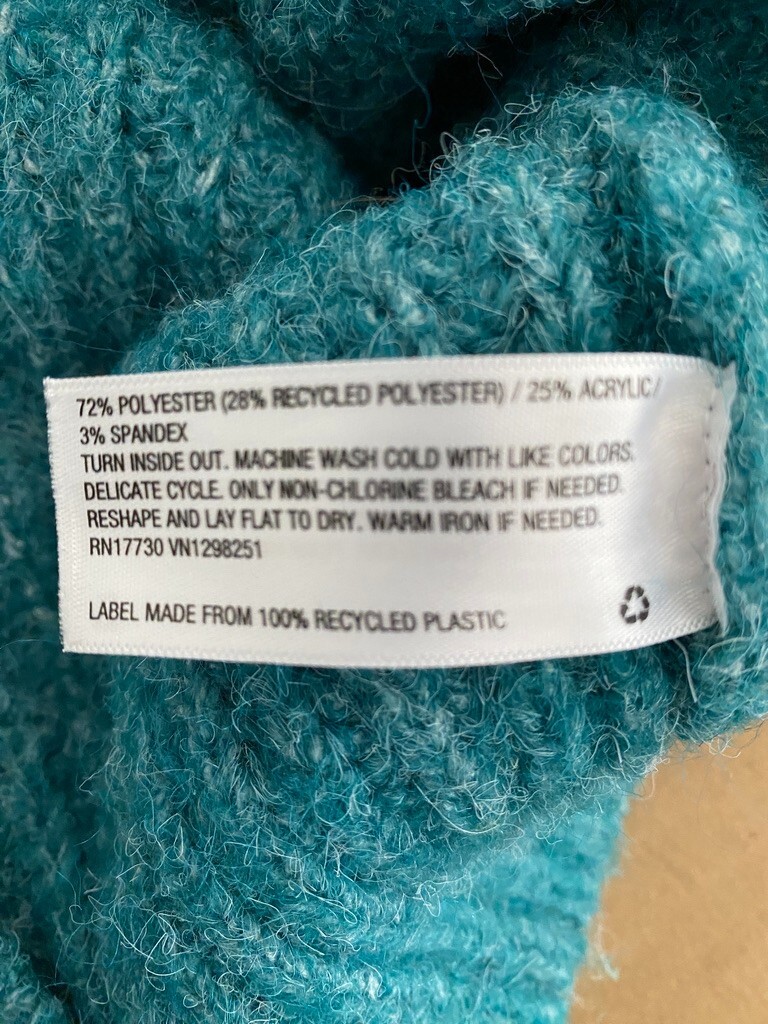 72% POLYESTER (28% RECYCLED POLYESTER) / 25% ACRYLIC/
3% SPANDEX
TURN INSIDE OUT. MACHINE WASH COLD WITH LIKE COLORS.
DELICATE CYCLE. ONLY NON-CHLORINE BLEACH IF NEEDED.
RESHAPE AND LAY FLAT TO DRY. WARM IRON IF NEEDED.
RN17730 VN1298251
LABEL MADE FROM 100% RECYCLED PLASTIC